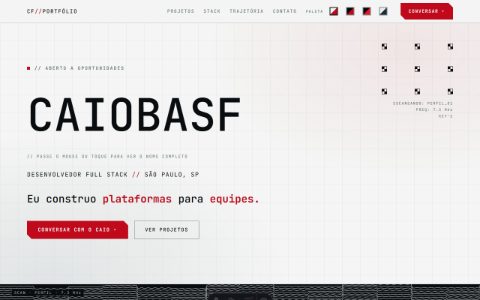 CF//PORTFÓLIO
PROJETOS STACK TRAJETÓRIA CONTATO PALETA
CONVERSAR
// ABERTO A OPORTUNIDADES
CAIOBASF
// PASSE O MOUSE OU TOQUE PARA VER O NOME COMPLETO
DESENVOLVEDOR FULL STACK // SÃO PAULO, SP
Eu construo plataformas para equipes.
CONVERSAR COM O CAIO
VER PROJETOS